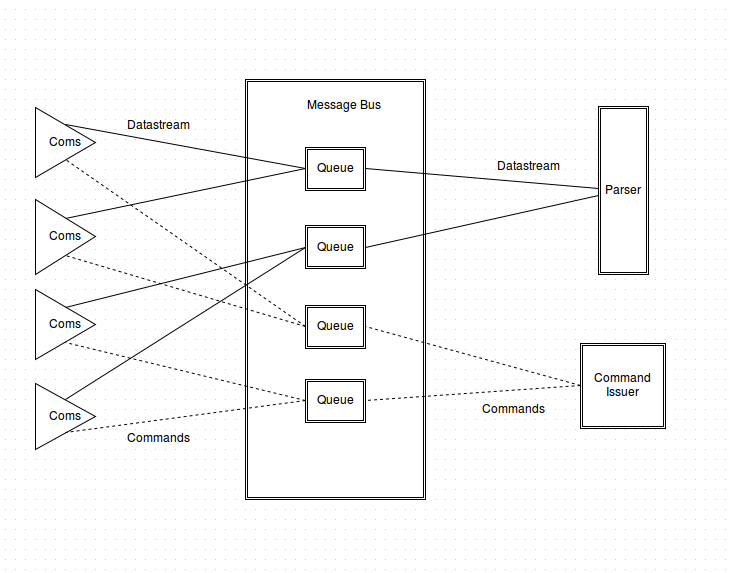 Message Bus
Datastream
Coms
Queue
Datastream
Parser
Coms
Queue
Coms
Queue
Command
Issuer
Coms
Queue
Commands
Commands